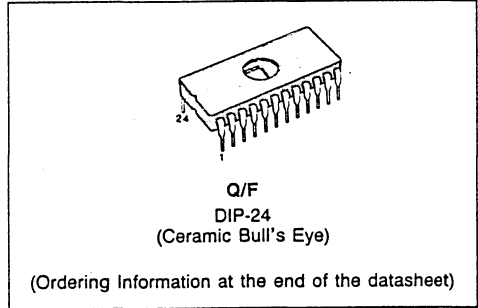 24
1
Q/F
DIP-24
(Ceramic Bull's Eye)
(Ordering Information at the end of the datasheet)